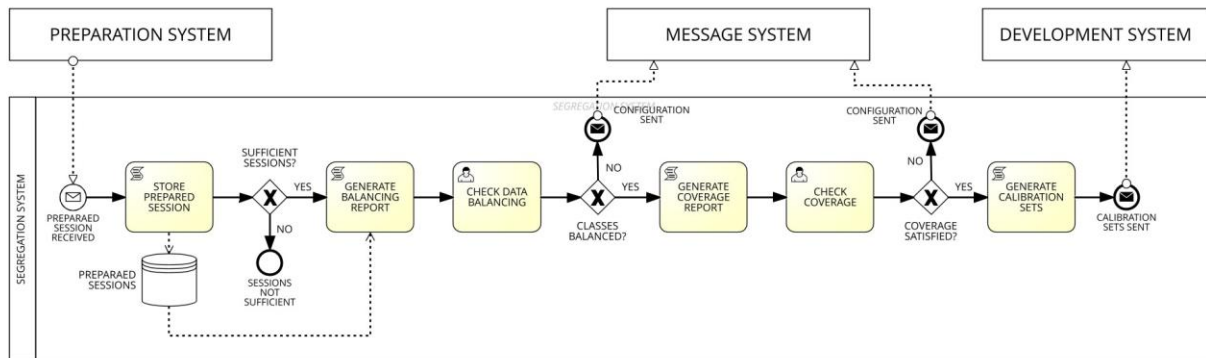 PREPARATION SYSTEM
MESSAGE SYSTEM
DEVELOPMENT SYSTEM
SEGREGATION SYSTEM
SEGREGATION SYSTEM
PREPARAED
SESSION
RECEIVED
STORE
PREPARED
SESSION
PREPARAED
SESSIONS
SUFFICIENT
SESSIONS?
YES
NO
SESSIONS
NOT
SUFFICIENT
GENERATE
BALANCING
REPORT
CHECK DATA
BALANCING
CONFIGURATION
SENT
NO
YES
CLASSES
BALANCED?
GENERATE
COVERAGE
REPORT
CHECK
COVERAGE
CONFIGURATION
SENT
NO
YES
COVERAGE
SATISFIED?
GENERATE
CALIBRATION
SETS
CALIBRATION
SETS SENT